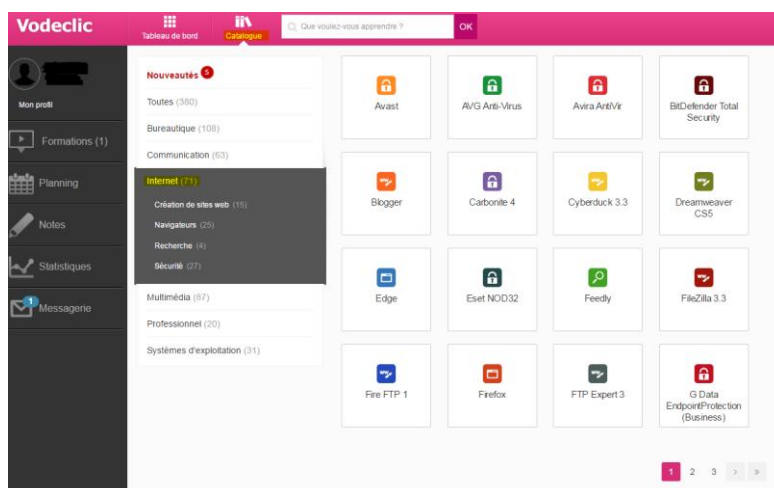 Vodeclic
Tableau de bord
Catalogue
Que voulez-vous apprendre ?
OK
Mon profil
Formations (1)
Planning
Notes
Statistiques
1
Messagerie
Nouveautés 5
Toutes (380)
Bureautique (108)
Communication (63)
Internet (71)
Création de sites web (15)
Navigateurs (25)
Recherche (4)
Sécurité (27)
Multimédia (87)
Professionnel (20)
Systèmes d'exploitation (31)
Avast
AVG Anti-Virus
Avira AntiVir
BitDefender Total
Security
Blogger
Carbonite 4
Cyberduck 3.3
Dreamweaver
CS5
Edge
Eset NOD32
Feedly
FileZilla 3.3
Fire FTP 1
Firefox
FTP Expert 3
G Data
EndpointProtection
(Business)
1 2 3 › »